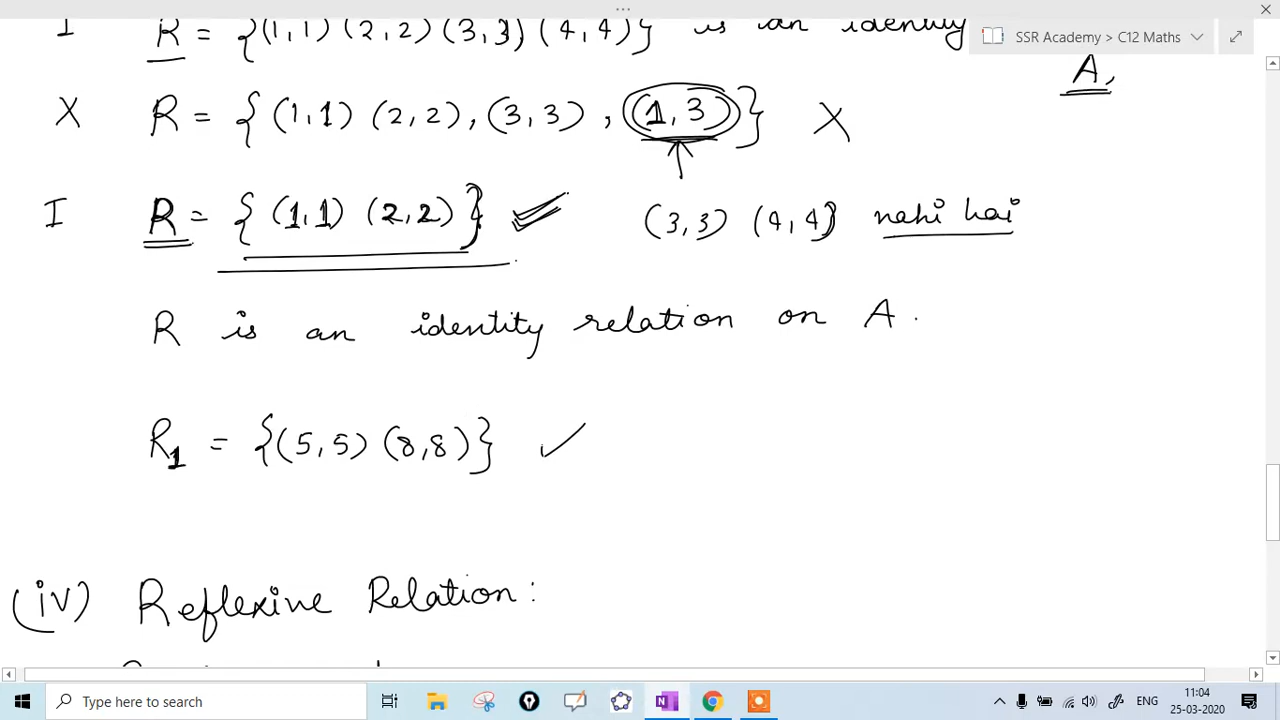 SSR Academy > C12 Maths
I R = {(1,1) (2,2) (3,3) (4,4)} is an identity
A,
X R = {(1,1) (2,2), (3,3) , (1,3)} X
I R = {(1,1) (2,2)} ✓ (3,3) (4,4) nahi hai
R is an identity relation on A.
R1 = {(5,5) (8,8)} ✓
(iv) Reflexive Relation:
Type here to search
ENG
11:04
25-03-2020